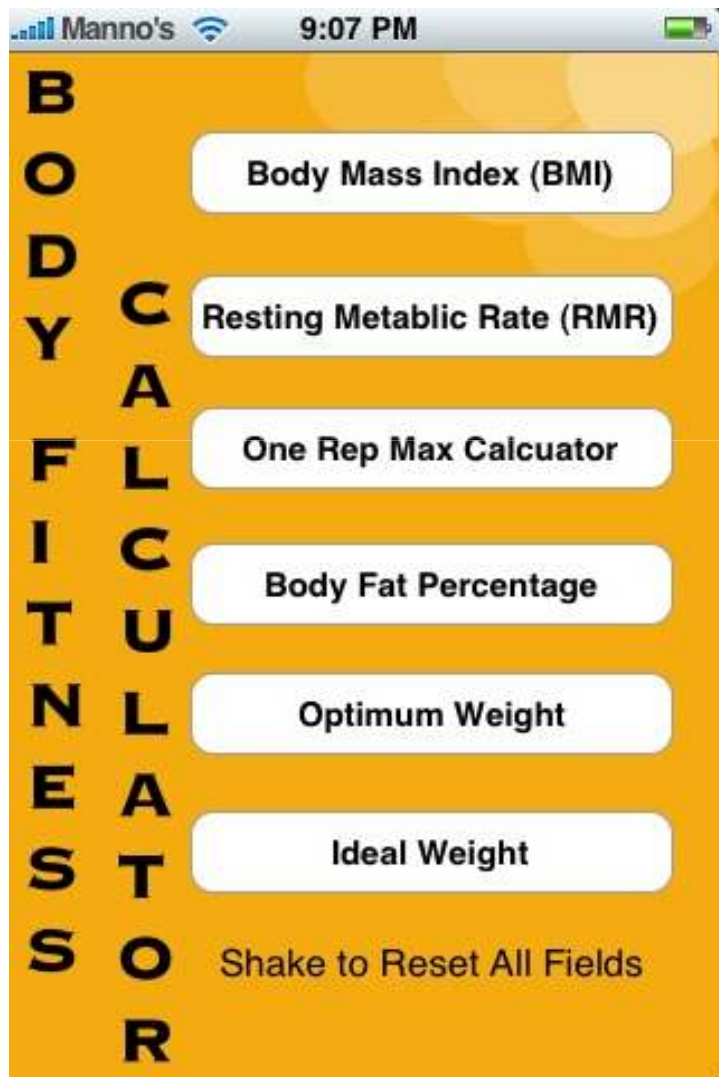 Manno's 9:07 PM
BODY FITNESS
CALCULATOR
Body Mass Index (BMI)
Resting Metablic Rate (RMR)
One Rep Max Calcuator
Body Fat Percentage
Optimum Weight
Ideal Weight
Shake to Reset All Fields